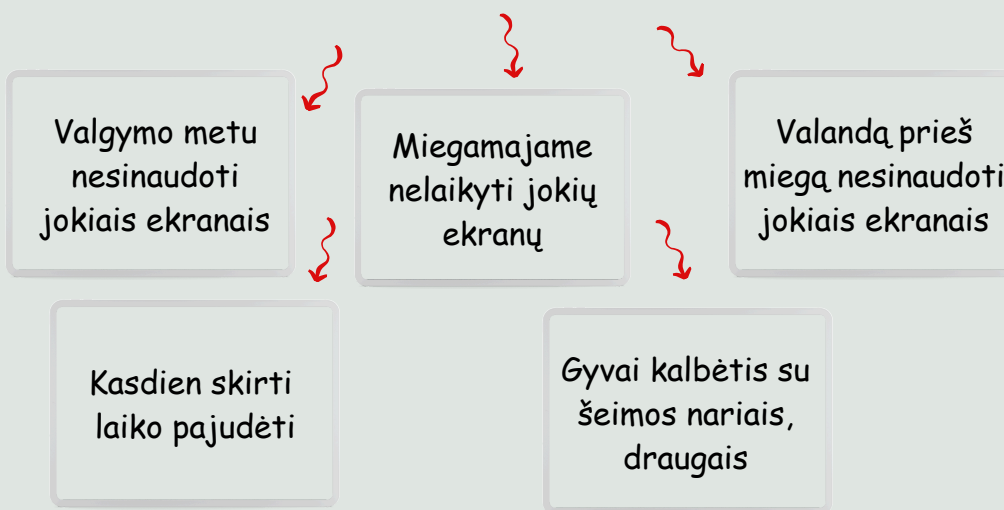 Valgymo metu
nesinaudoti
jokiais ekranais
Miegamajame
nelaikyti jokių
ekranų
Valandą prieš
miegą nesinaudoti
jokiais ekranais
Kasdien skirti
laiko pajudėti
Gyvai kalbėtis su
šeimos nariais,
draugais